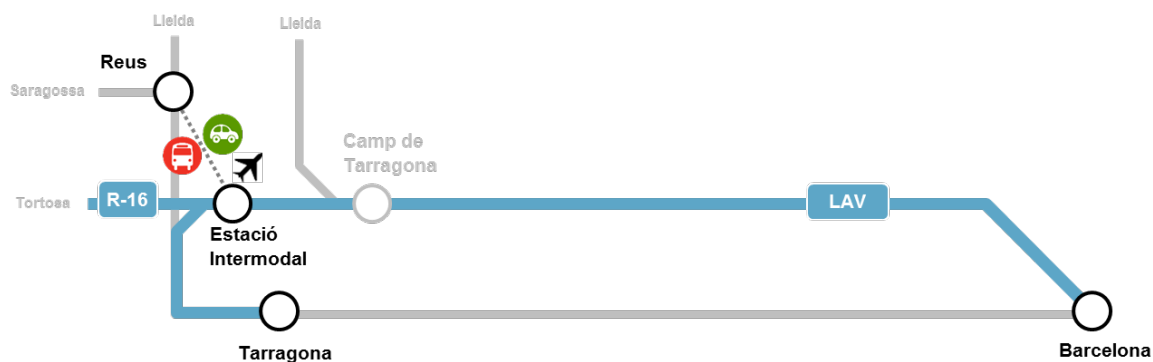 Lleida
Lleida
Reus
Saragossa
Camp de
Tarragona
Tortosa
R-16
LAV
Estació
Intermodal
Tarragona
Barcelona